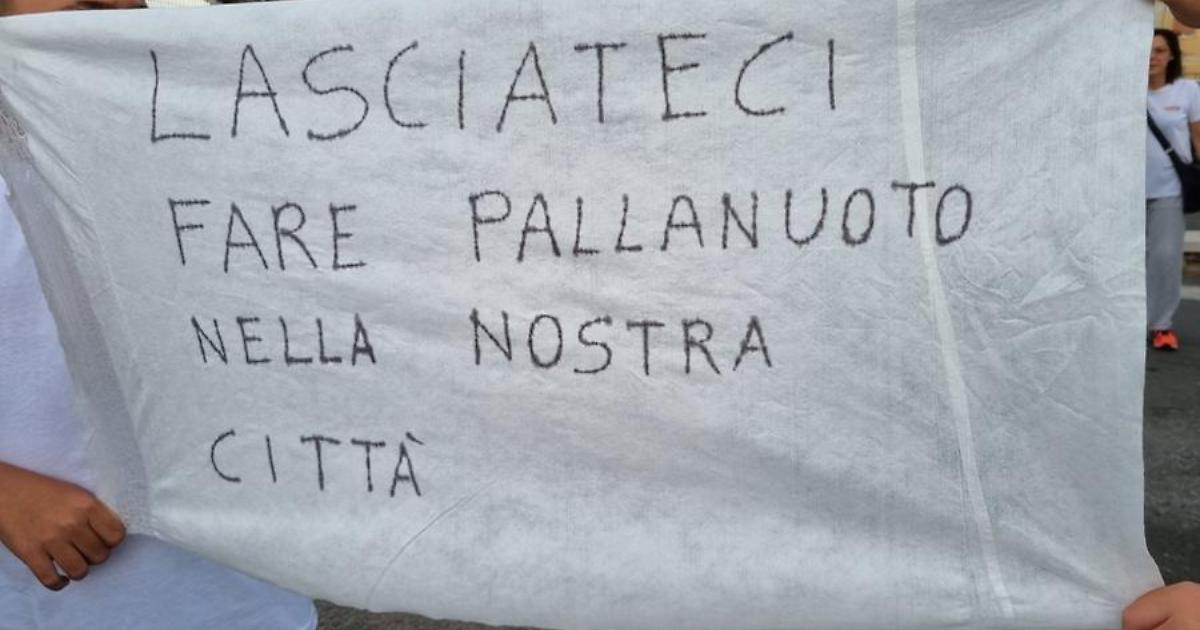 LASCIATECI
FARE PALLANUOTO
NELLA NOSTRA
CITTÀ